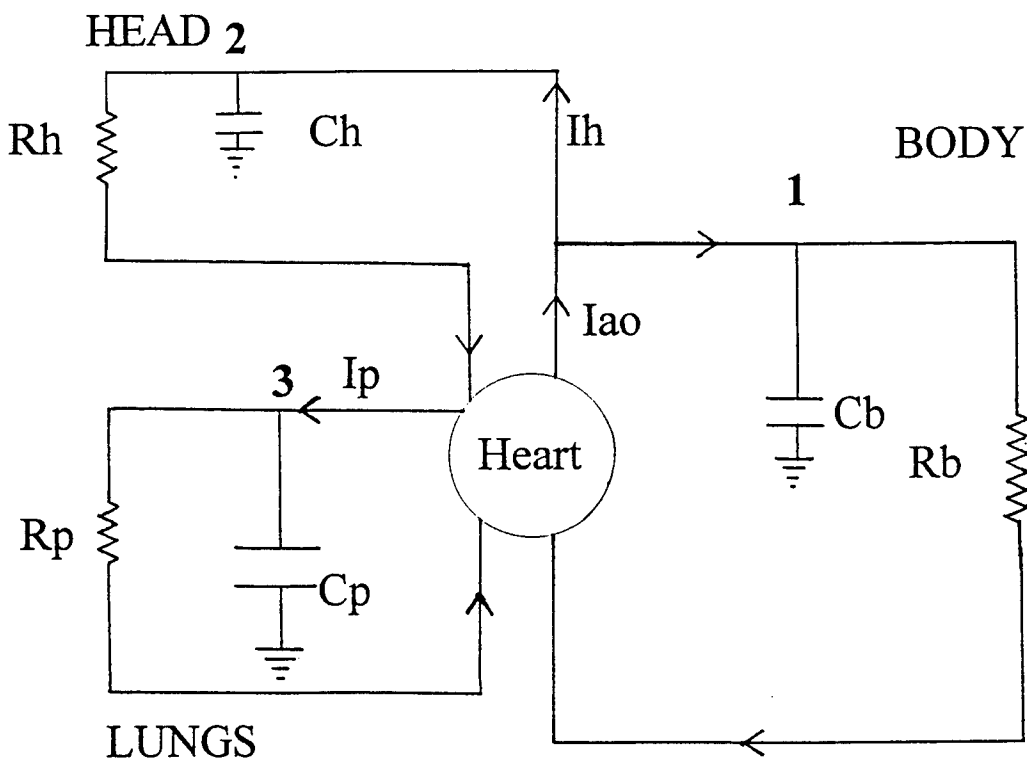 HEAD 2
Rh
Ch
Ih
BODY
1
Iao
3
Ip
Heart
Cb
Rb
Rp
Cp
LUNGS